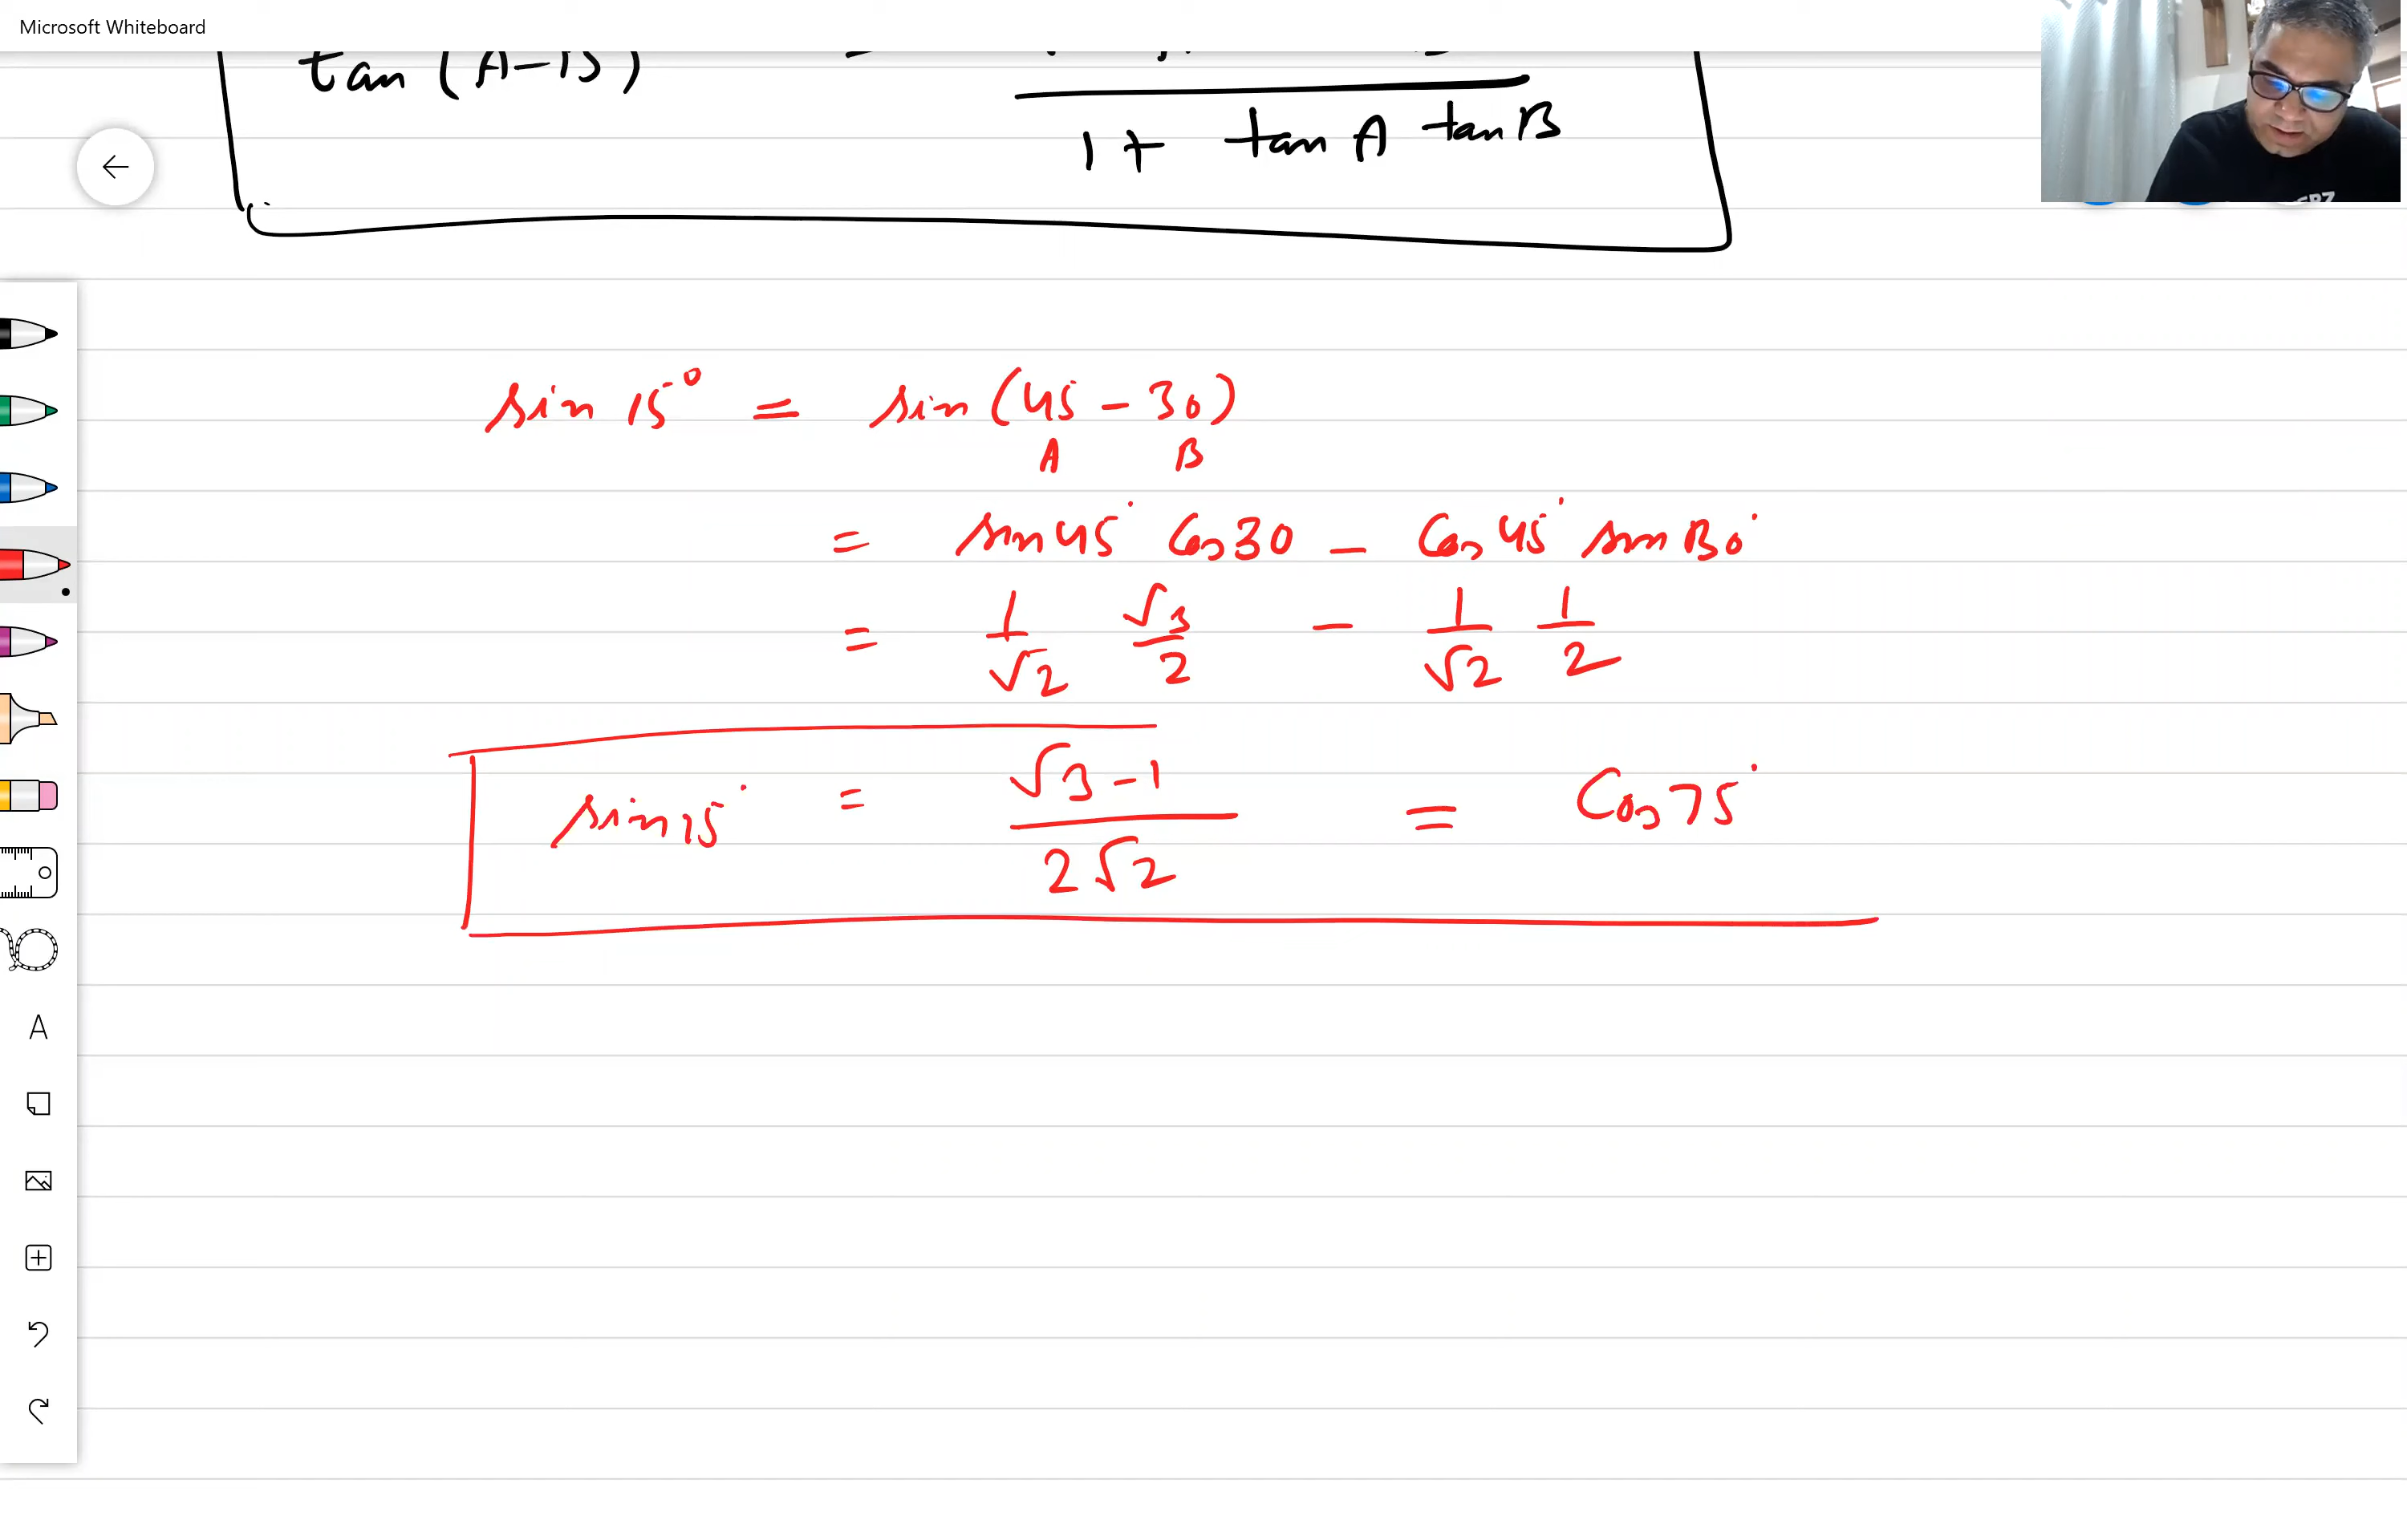 Microsoft Whiteboard
tan (A-B) =
1 + tan A tan B
sin 15° = sin (45 - 30)
A B
= sin 45° Cos 30 - Cos 45° sin 30°
= 1/√2 √3/2 - 1/√2 1/2
sin 15° = √3 - 1 / 2√2 = Cos 75°
A